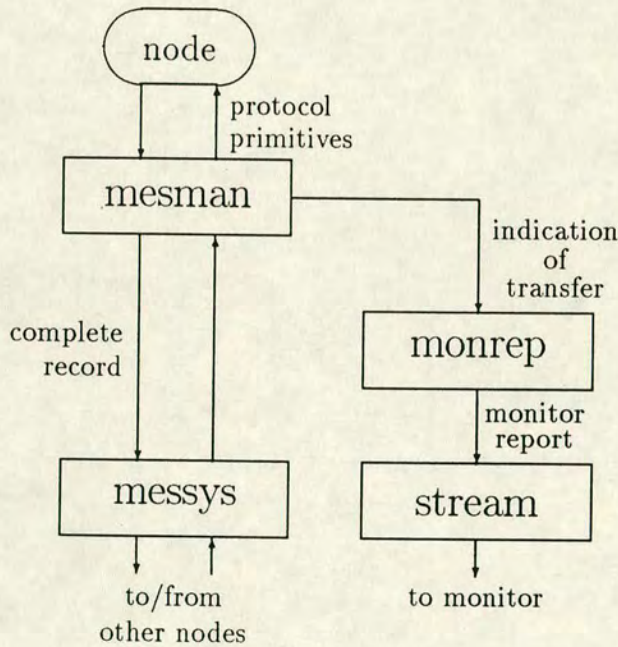 node
protocol
primitives
mesman
indication
of
transfer
complete
record
monrep
monitor
report
messys
stream
to/from
other nodes
to monitor